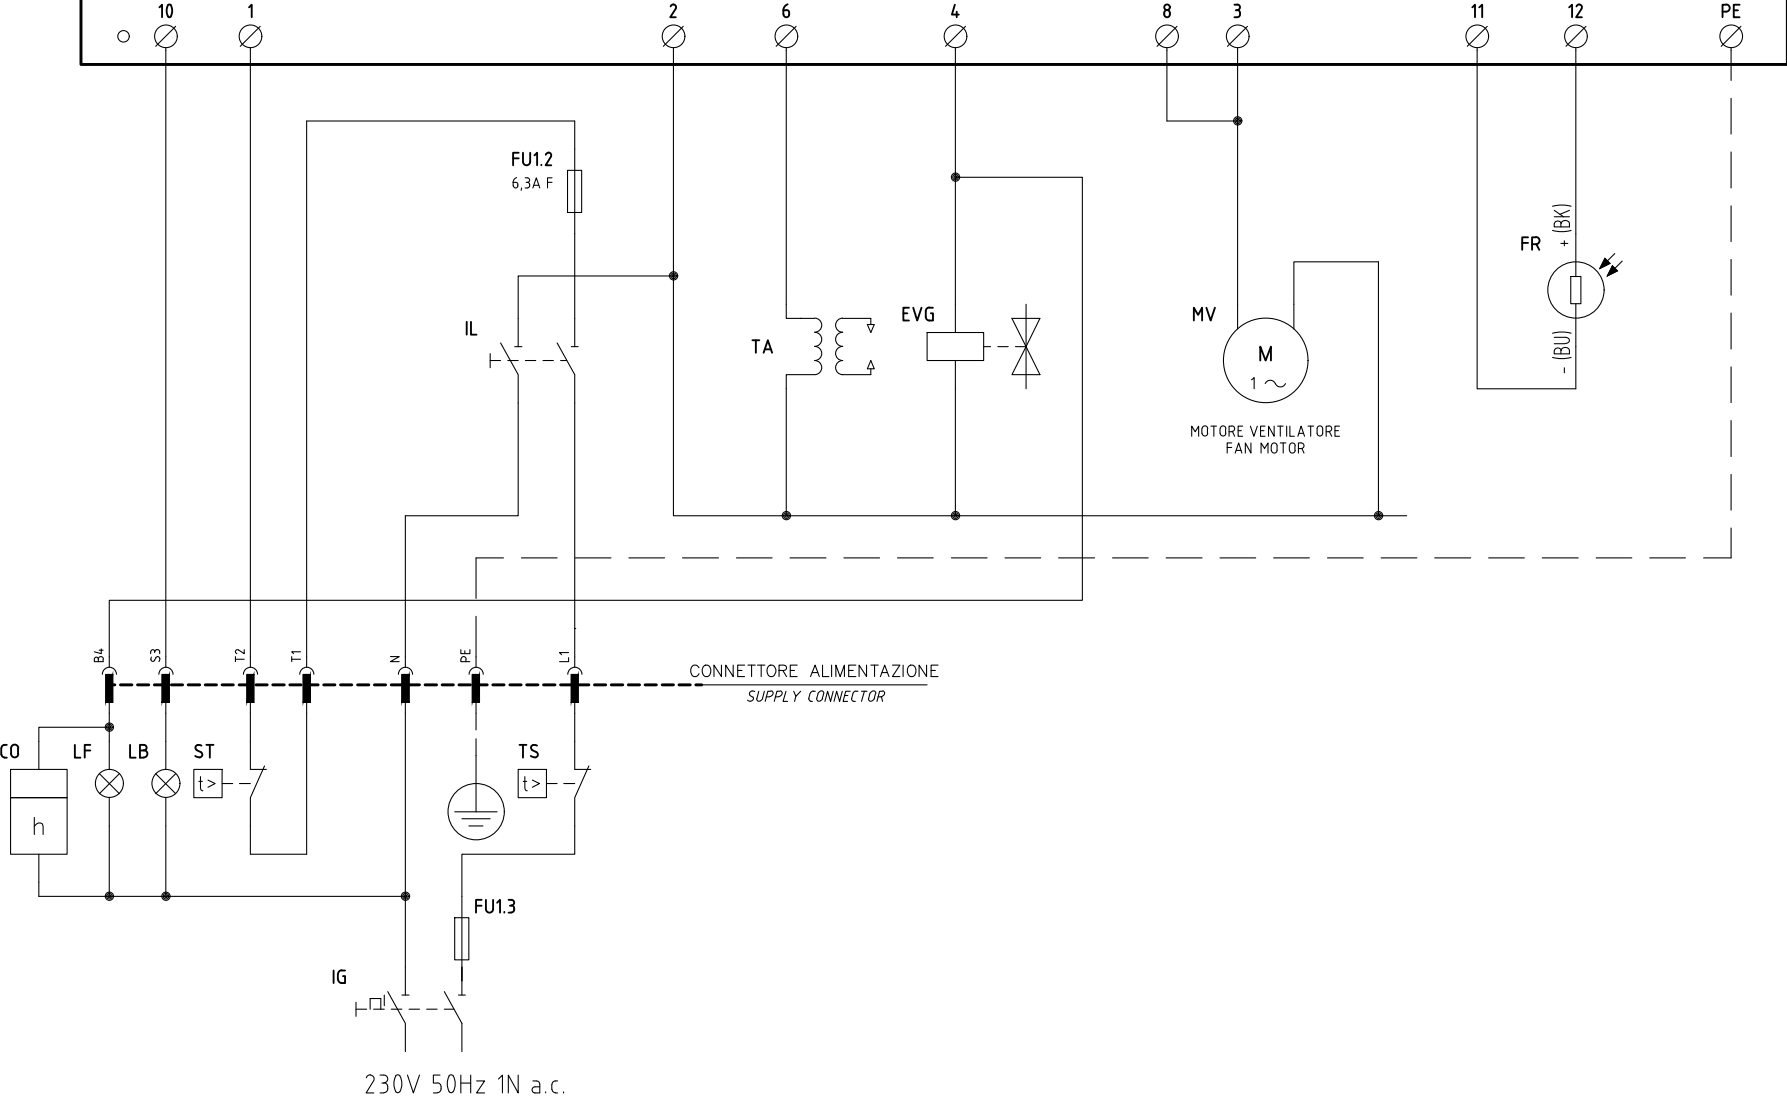 10 1 2 6 4 8 3 11 12 PE
FU1.2
6,3A F
+ (BK)
FR
- (BU)
IL
TA
EVG
MV
M
1 ~
MOTORE VENTILATORE
FAN MOTOR
B4 S3 T2 T1 N PE L1
CONNETTORE ALIMENTAZIONE
SUPPLY CONNECTOR
CO LF LB ST TS
t> t>
h
FU1.3
IG
230V 50Hz 1N a.c.